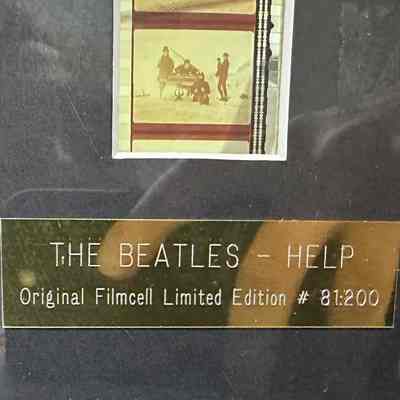 THE BEATLES - HELP
Original Filmcell Limited Edition # 81:200